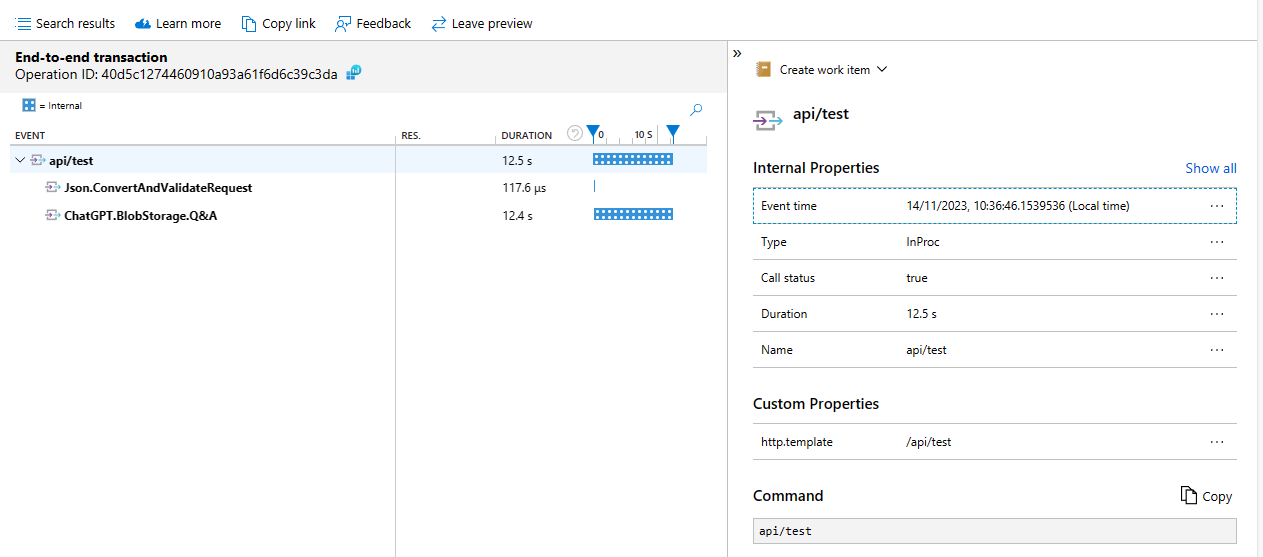 Search results Learn more Copy link Feedback Leave preview
End-to-end transaction
Operation ID: 40d5c1274460910a93a61f6d6c39c3da
= Internal
EVENT RES. DURATION 0 10 S
api/test 12.5 s
Json.ConvertAndValidateRequest 117.6 µs
ChatGPT.BlobStorage.Q&A 12.4 s
Create work item
api/test
Internal Properties Show all
Event time 14/11/2023, 10:36:46.1539536 (Local time) ...
Type InProc ...
Call status true ...
Duration 12.5 s ...
Name api/test ...
Custom Properties
http.template /api/test ...
Command Copy
api/test